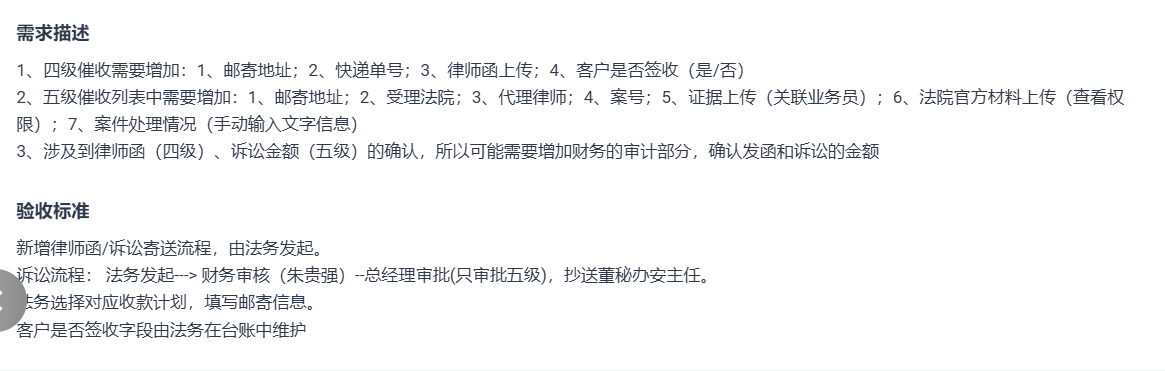 需求描述
1、四级催收需要增加：1、邮寄地址；2、快递单号；3、律师函上传；4、客户是否签收（是/否）
2、五级催收列表中需要增加：1、邮寄地址；2、受理法院；3、代理律师；4、案号；5、证据上传（关联业务员）；6、法院官方材料上传（查看权
限）；7、案件处理情况（手动输入文字信息）
3、涉及到律师函（四级）、诉讼金额（五级）的确认，所以可能需要增加财务的审计部分，确认发函和诉讼的金额
验收标准
新增律师函/诉讼寄送流程，由法务发起。
诉讼流程： 法务发起---> 财务审核（朱贵强）--总经理审批(只审批五级)，抄送董秘办安主任。
法务选择对应收款计划，填写邮寄信息。
客户是否签收字段由法务在台账中维护